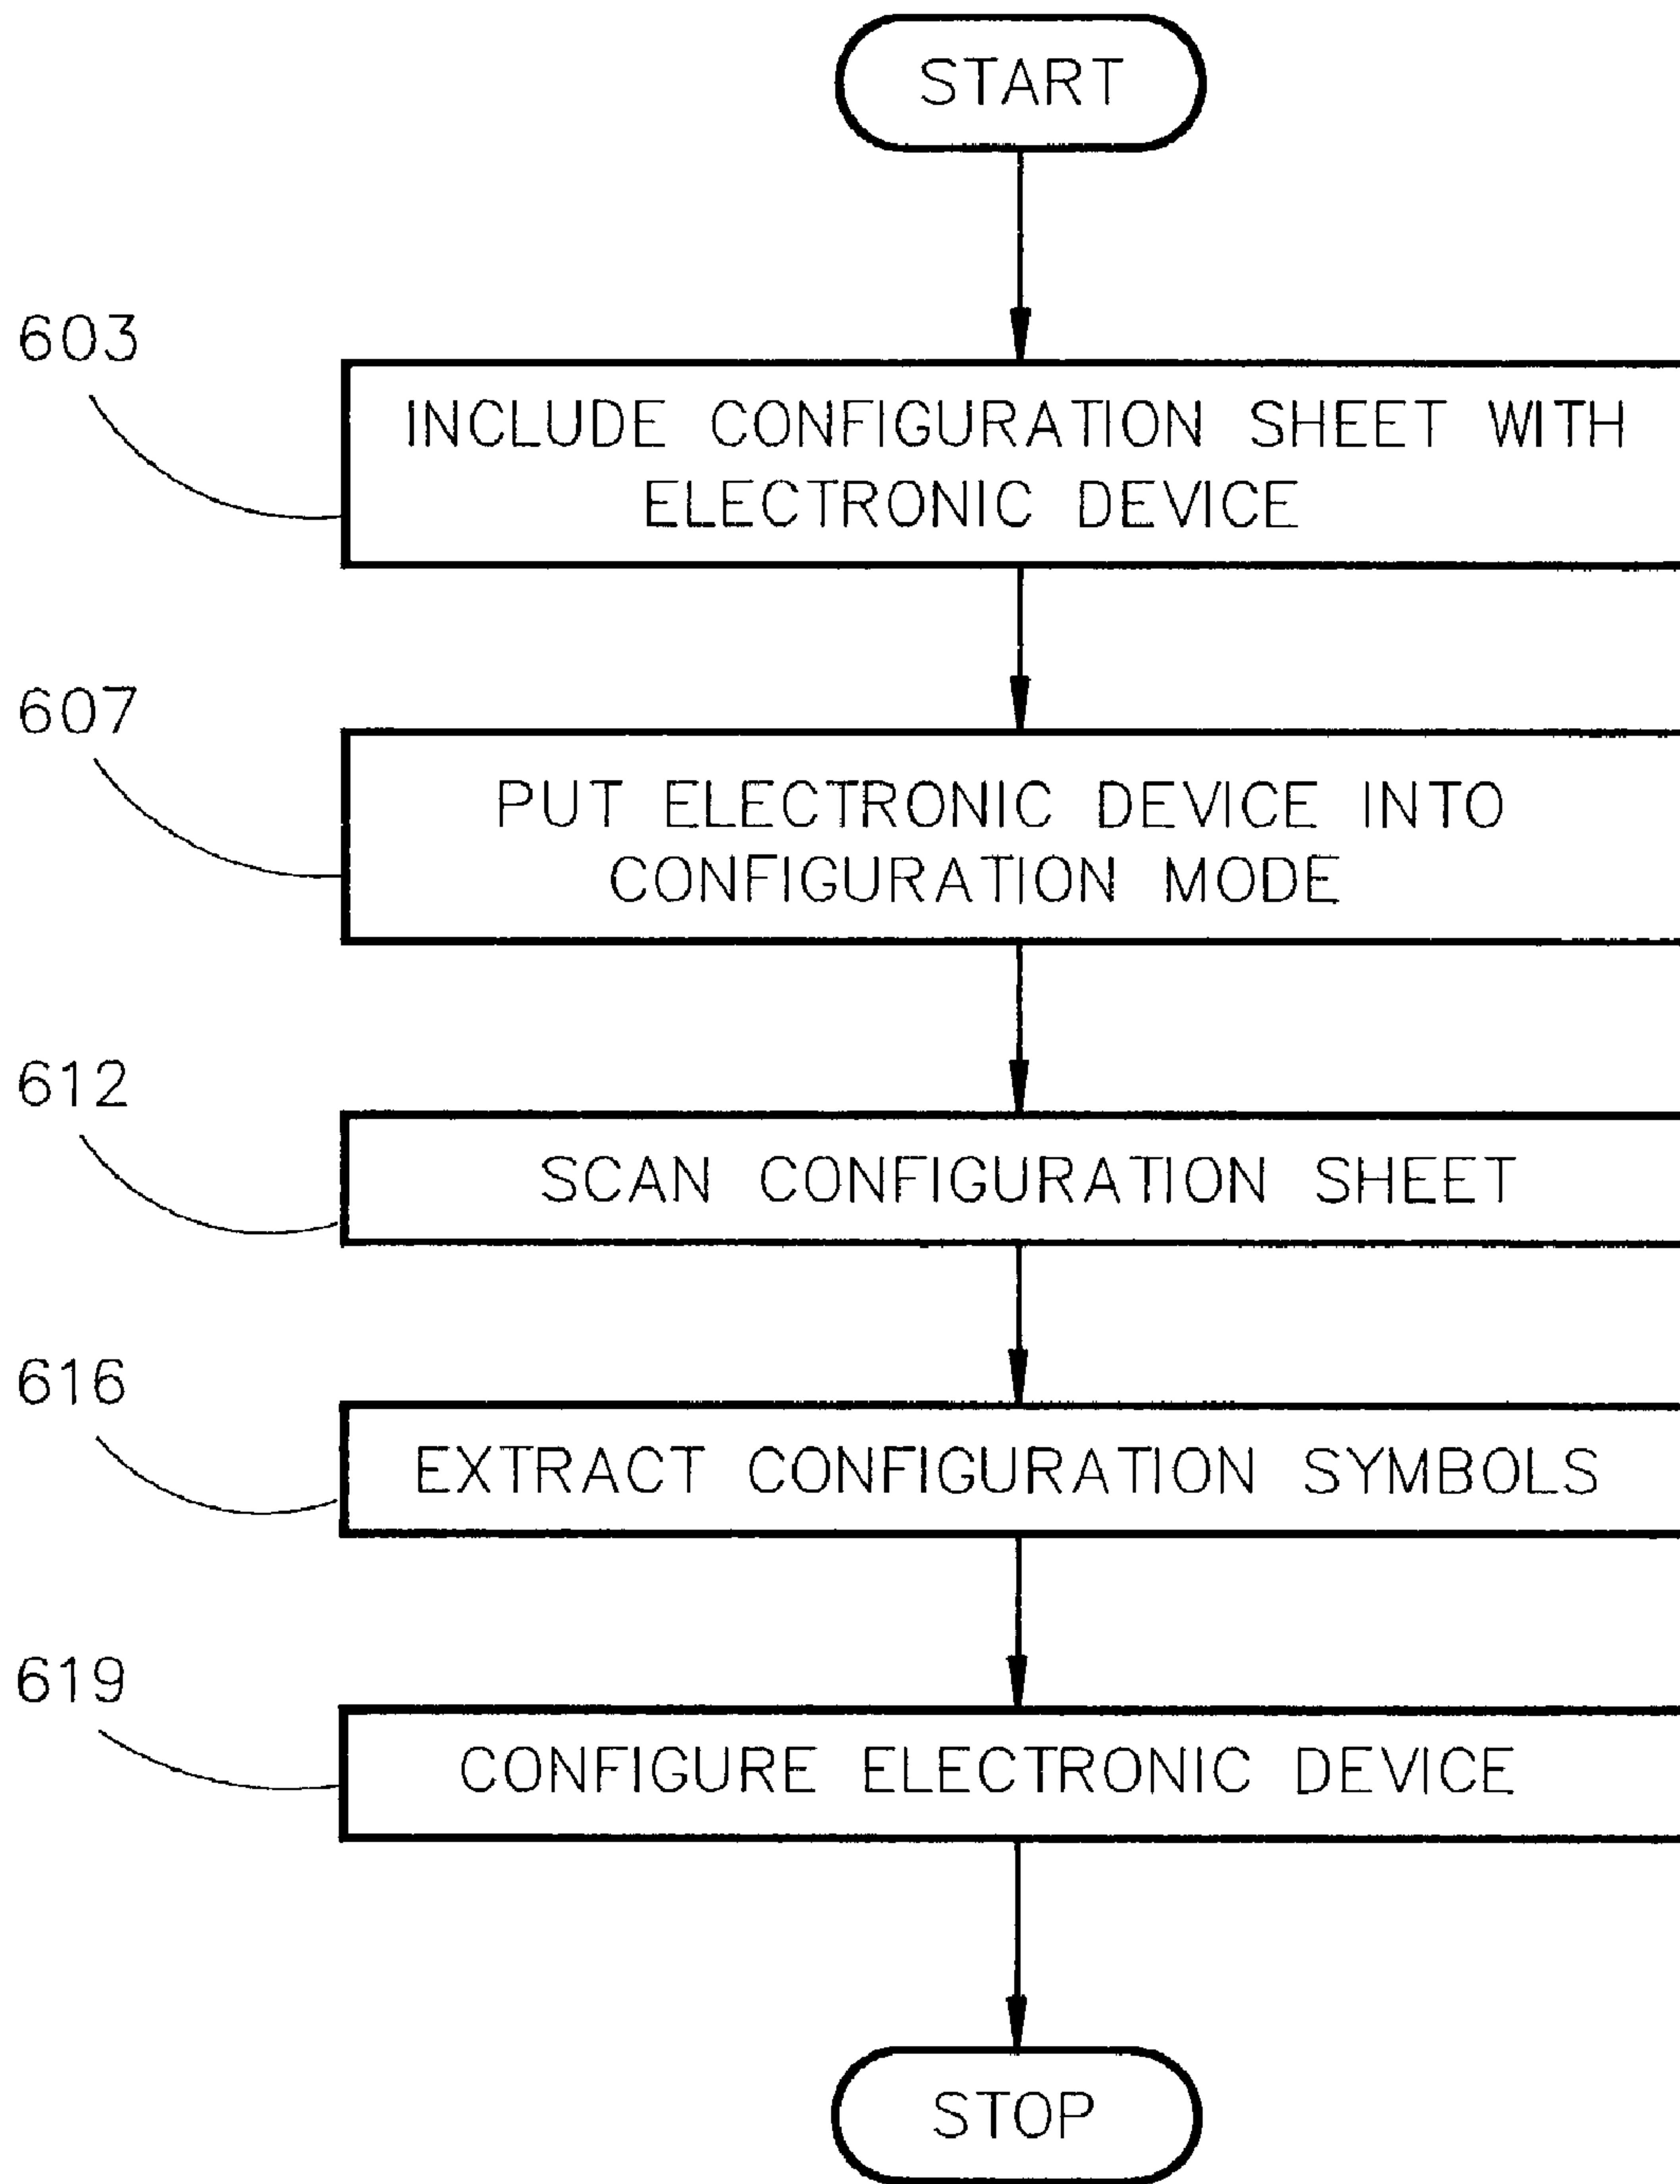 START
603
INCLUDE CONFIGURATION SHEET WITH
ELECTRONIC DEVICE
607
PUT ELECTRONIC DEVICE INTO
CONFIGURATION MODE
612
SCAN CONFIGURATION SHEET
616
EXTRACT CONFIGURATION SYMBOLS
619
CONFIGURE ELECTRONIC DEVICE
STOP